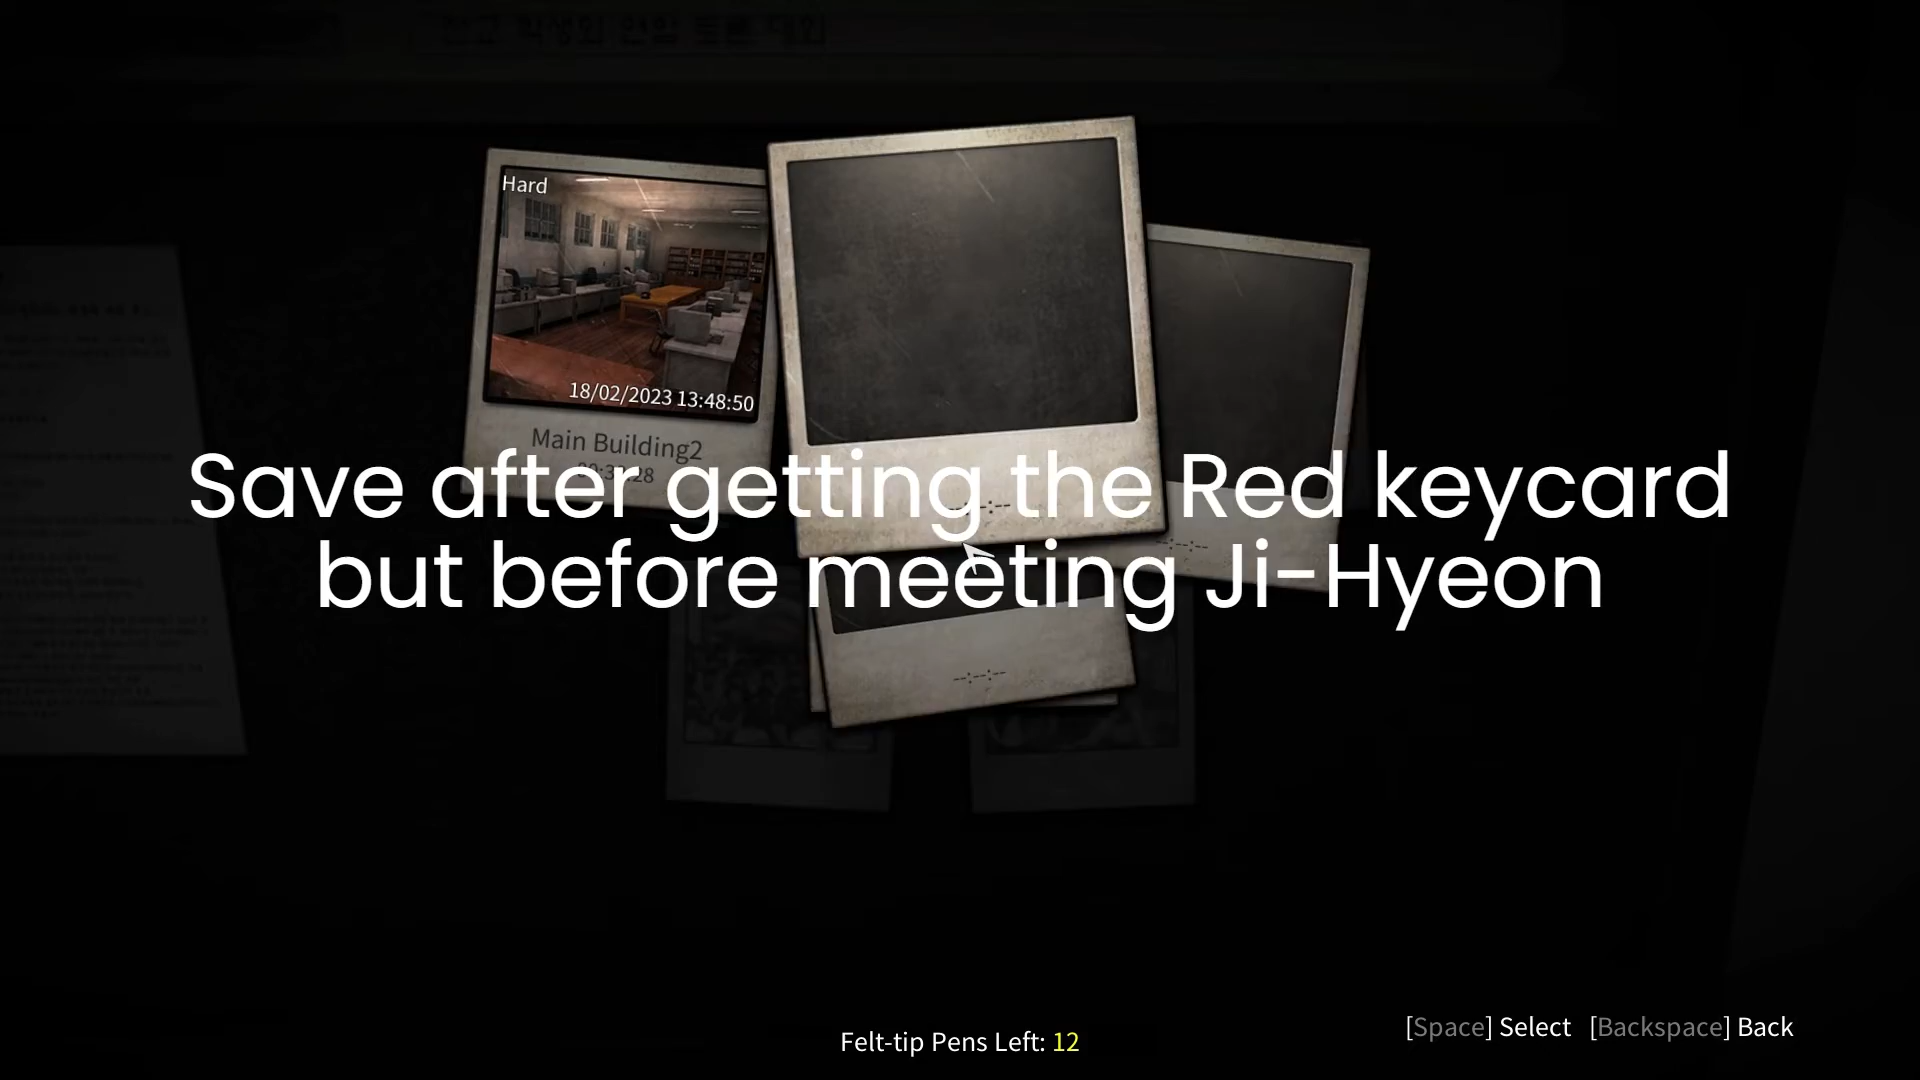 Hard
18/02/2023 13:48:50
Main Building2
Save after getting the Red keycard
but before meeting Ji-Hyeon
--:--:--
--:--:--
Felt-tip Pens Left: 12
[Space] Select [Backspace] Back